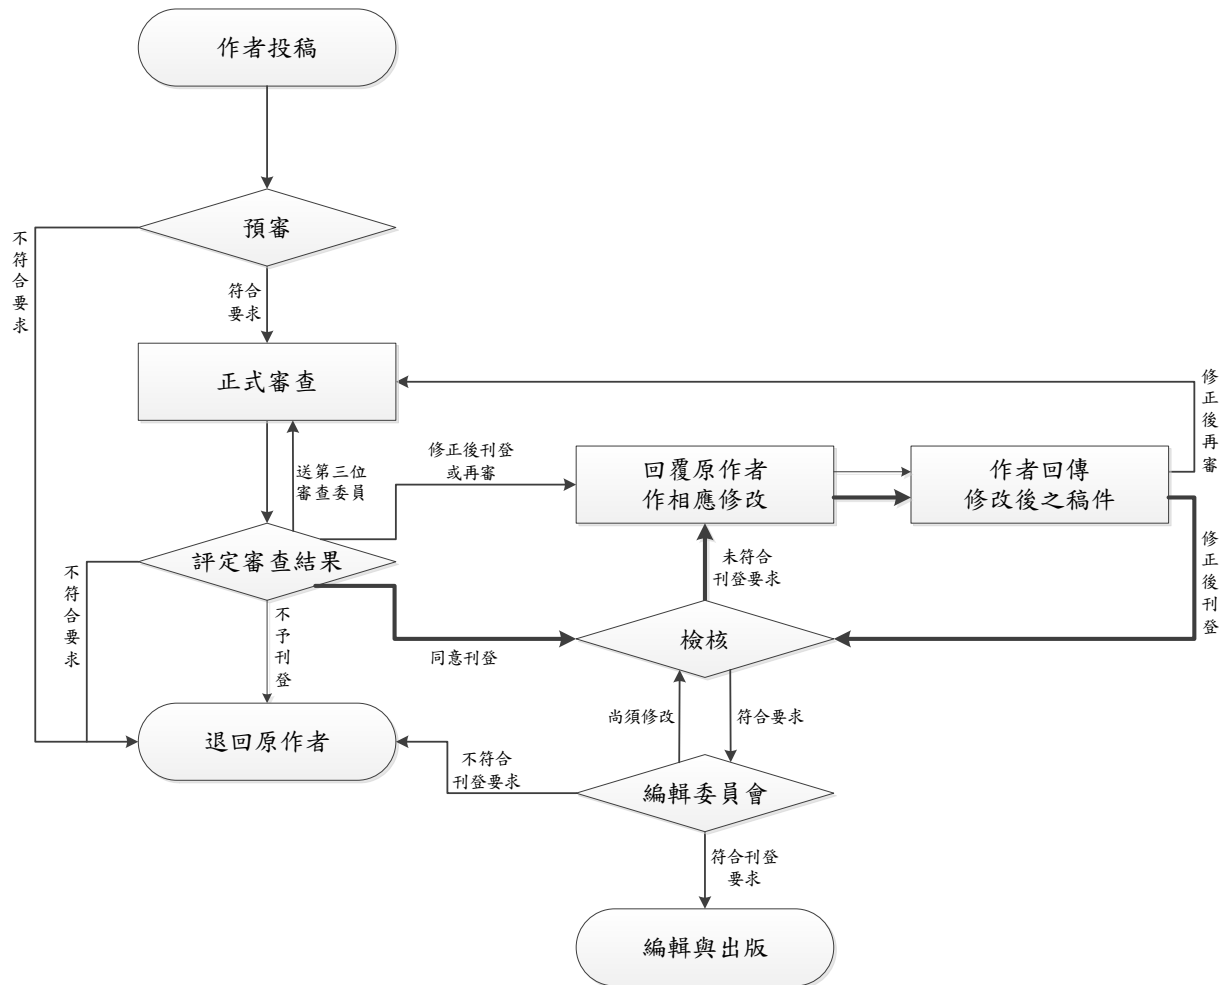 作者投稿
預審
不符合要求
符合
要求
正式審查
送第三位
審查委員
修正後刊登
或再審
回覆原作者
作相應修改
作者回傳
修改後之稿件
修正後再審
評定審查結果
不符合要求
不予刊登
同意刊登
未符合
刊登要求
修正後刊登
檢核
退回原作者
尚須修改
符合要求
不符合
刊登要求
編輯委員會
符合刊登
要求
編輯與出版